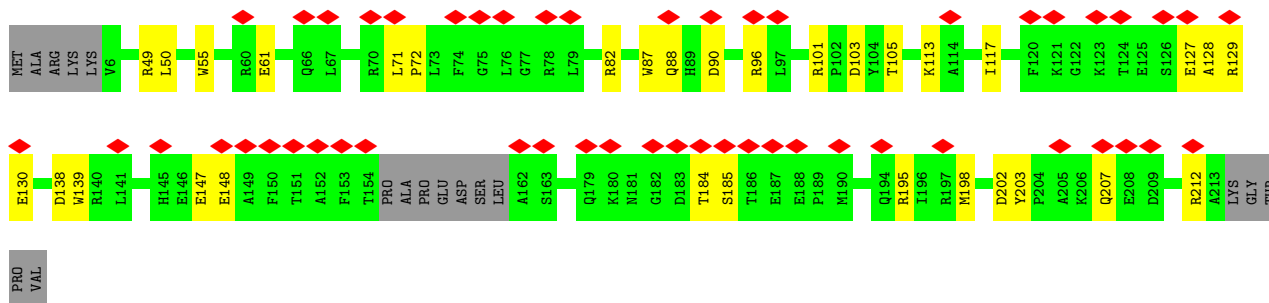 MET ALA ARG LYS LYS V6 R49 L50 W55 R60 E61 Q66 L67 R70 L71 P72 L73 F74 G75 L76 G77 R78 L79 R82 W87 Q88 H89 D90 R96 L97 R101 P102 D103 Y104 T105 K113 A114 I117 F120 K121 G122 K123 T124 E125 S126 E127 A128 R129
E130 D138 W139 R140 L141 H145 E146 E147 E148 A149 F150 T151 A152 F153 T154 PRO ALA PRO GLU ASP SER LEU A162 S163 Q179 K180 N181 G182 D183 T184 S185 T186 E187 E188 P189 M190 Q194 R195 I196 R197 M198 D202 Y203 P204 A205 K206 Q207 E208 D209 R212 A213 LYS GLY
PRO VAL